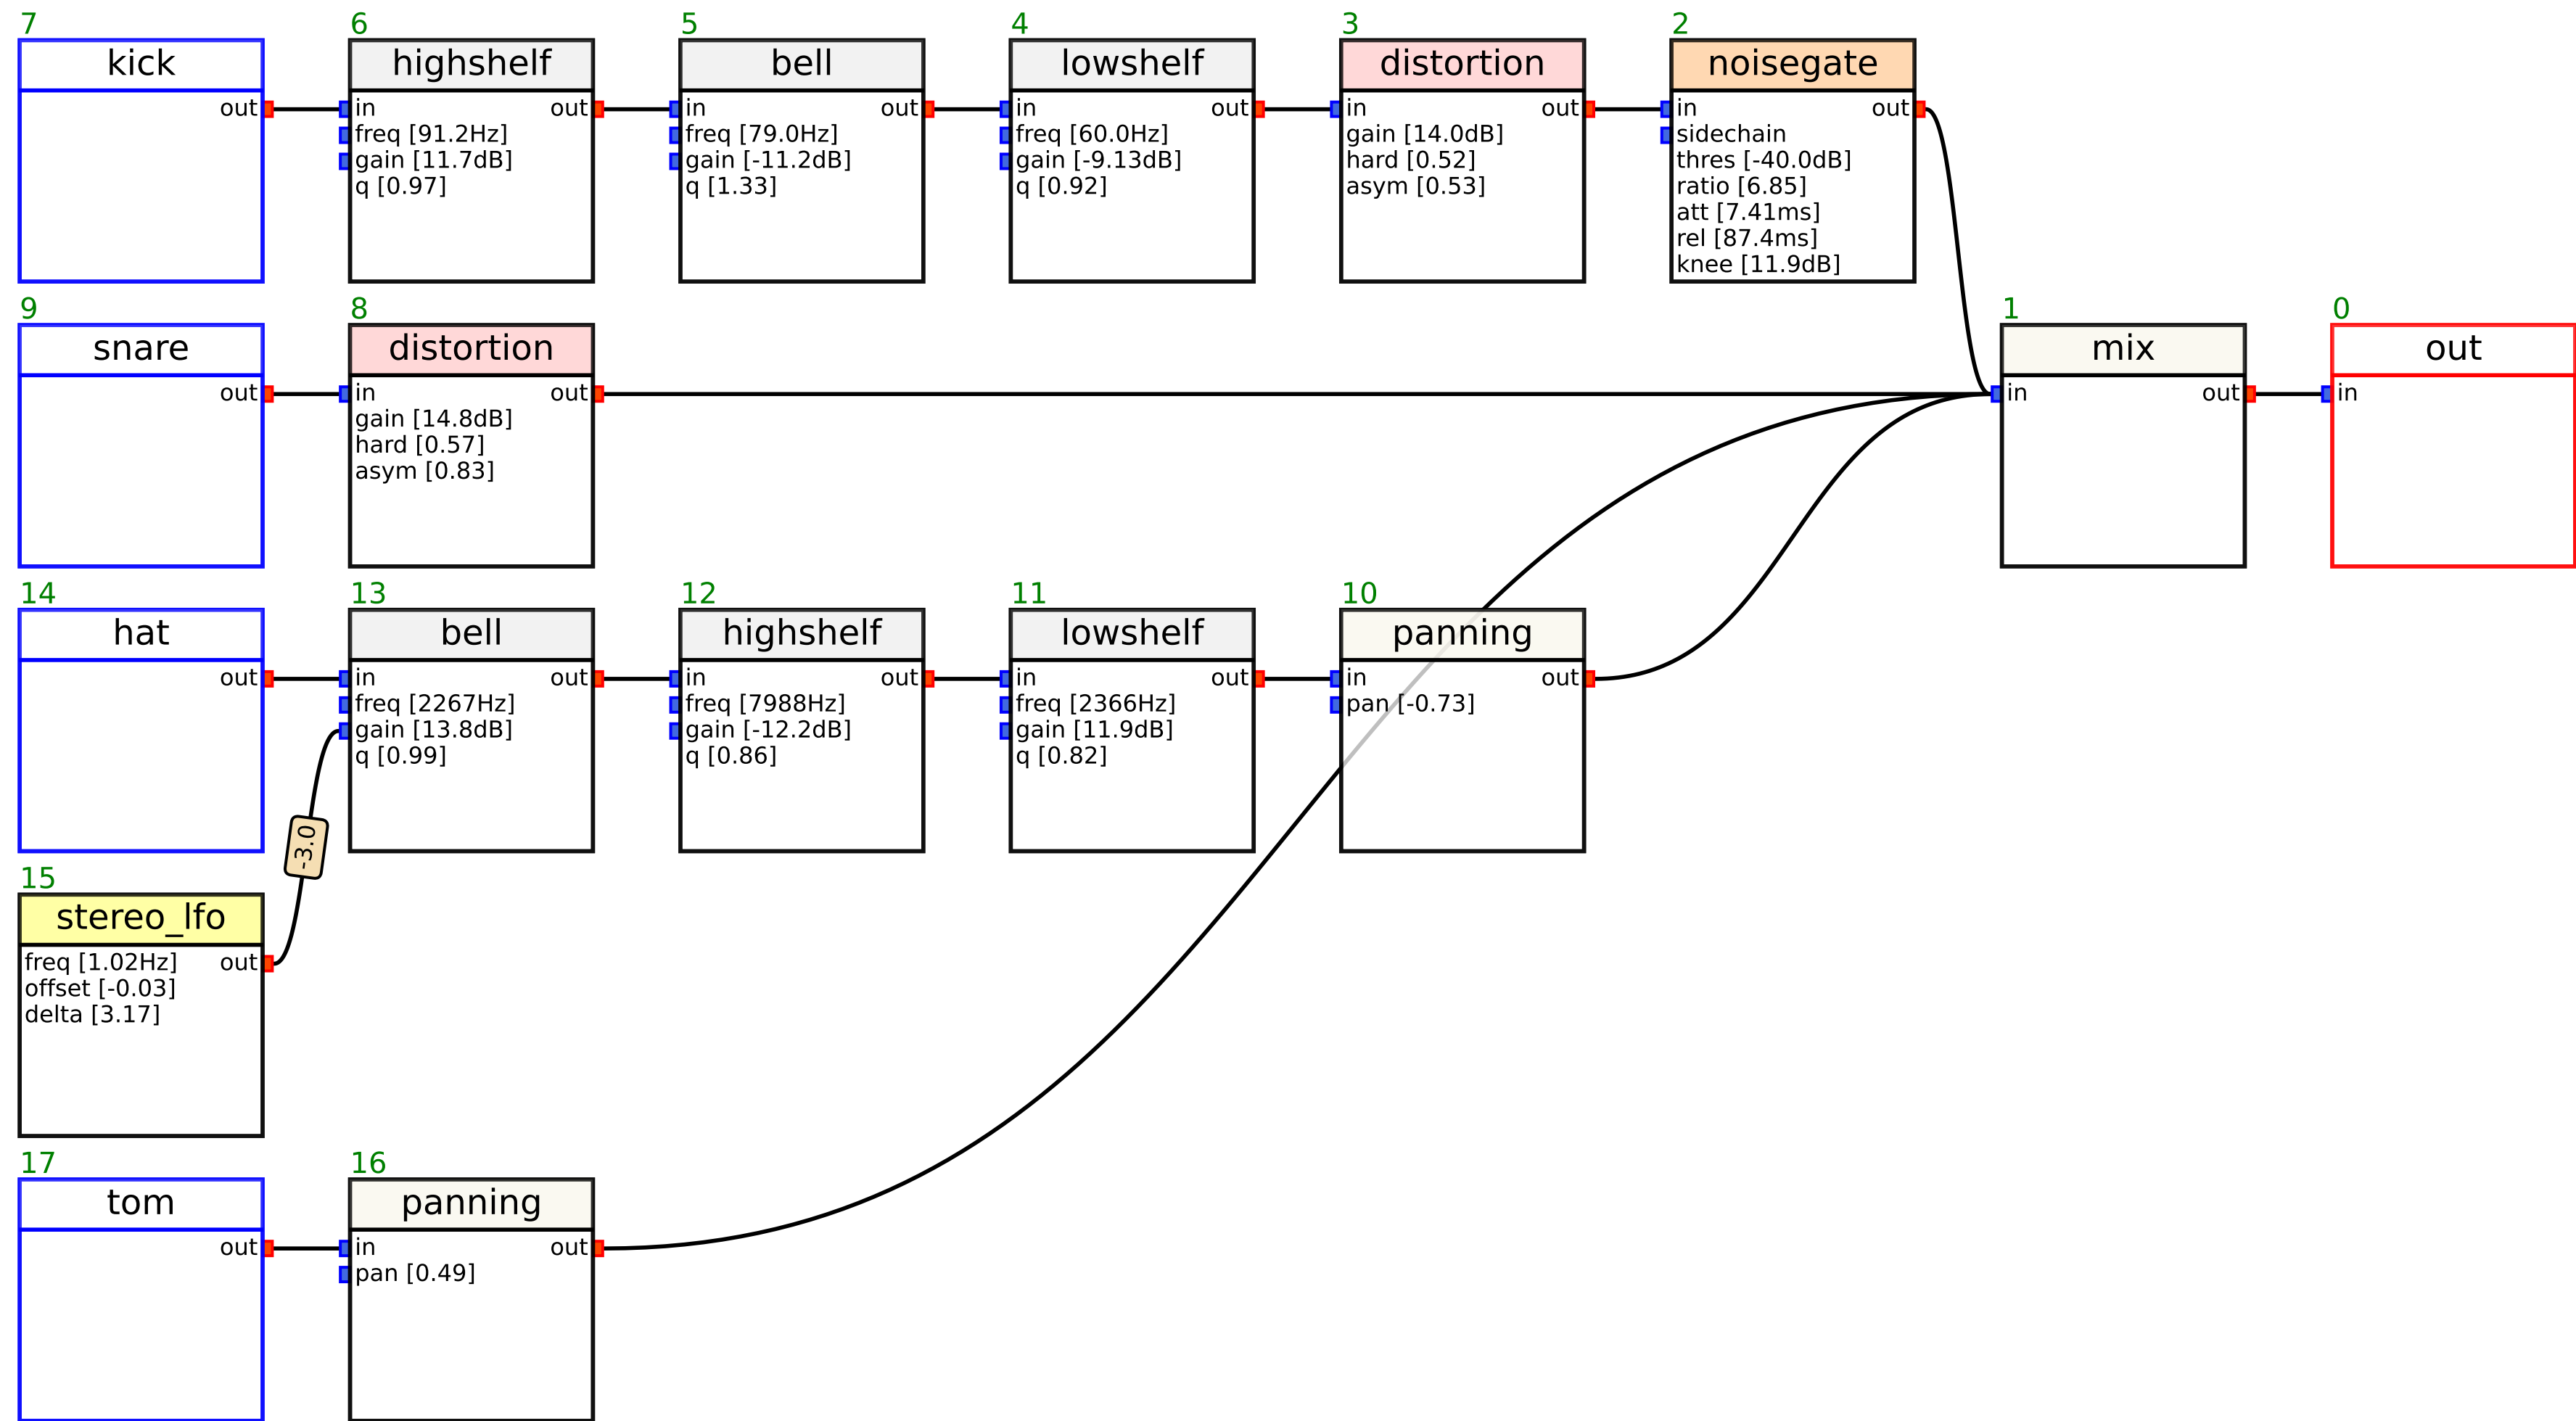 7
kick
out
6
highshelf
in out
freq [91.2Hz]
gain [11.7dB]
q [0.97]
5
bell
in out
freq [79.0Hz]
gain [-11.2dB]
q [1.33]
4
lowshelf
in out
freq [60.0Hz]
gain [-9.13dB]
q [0.92]
3
distortion
in out
gain [14.0dB]
hard [0.52]
asym [0.53]
2
noisegate
in out
sidechain
thres [-40.0dB]
ratio [6.85]
att [7.41ms]
rel [87.4ms]
knee [11.9dB]
9
snare
out
8
distortion
in out
gain [14.8dB]
hard [0.57]
asym [0.83]
1
mix
in out
0
out
in
14
hat
out
13
bell
in out
freq [2267Hz]
gain [13.8dB]
q [0.99]
12
highshelf
in out
freq [7988Hz]
gain [-12.2dB]
q [0.86]
11
lowshelf
in out
freq [2366Hz]
gain [11.9dB]
q [0.82]
10
panning
in out
pan [-0.73]
-3.0
15
stereo_lfo
freq [1.02Hz] out
offset [-0.03]
delta [3.17]
17
tom
out
16
panning
in out
pan [0.49]